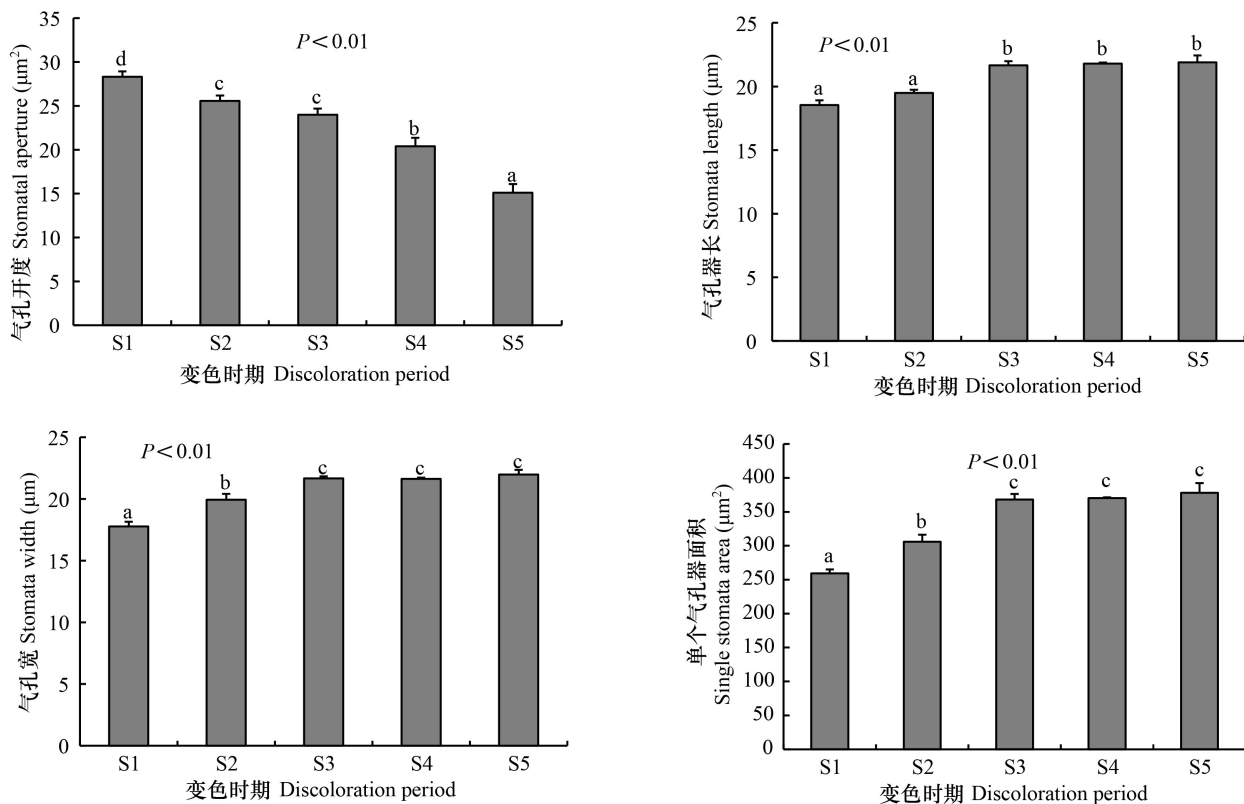 气孔开度 Stomatal aperture (μm²)
35
30
25
20
15
10
5
0
P<0.01
d
c
c
b
a
S1 S2 S3 S4 S5
变色时期 Discoloration period
气孔器长 Stomata length (μm)
25
20
15
10
5
0
P<0.01
a
a
b
b
b
S1 S2 S3 S4 S5
变色时期 Discoloration period
气孔宽 Stomata width (μm)
25
20
15
10
5
0
P<0.01
a
b
c
c
c
S1 S2 S3 S4 S5
变色时期 Discoloration period
单个气孔器面积
Single stomata area (μm²)
450
400
350
300
250
200
150
100
50
0
P<0.01
a
b
c
c
c
S1 S2 S3 S4 S5
变色时期 Discoloration period